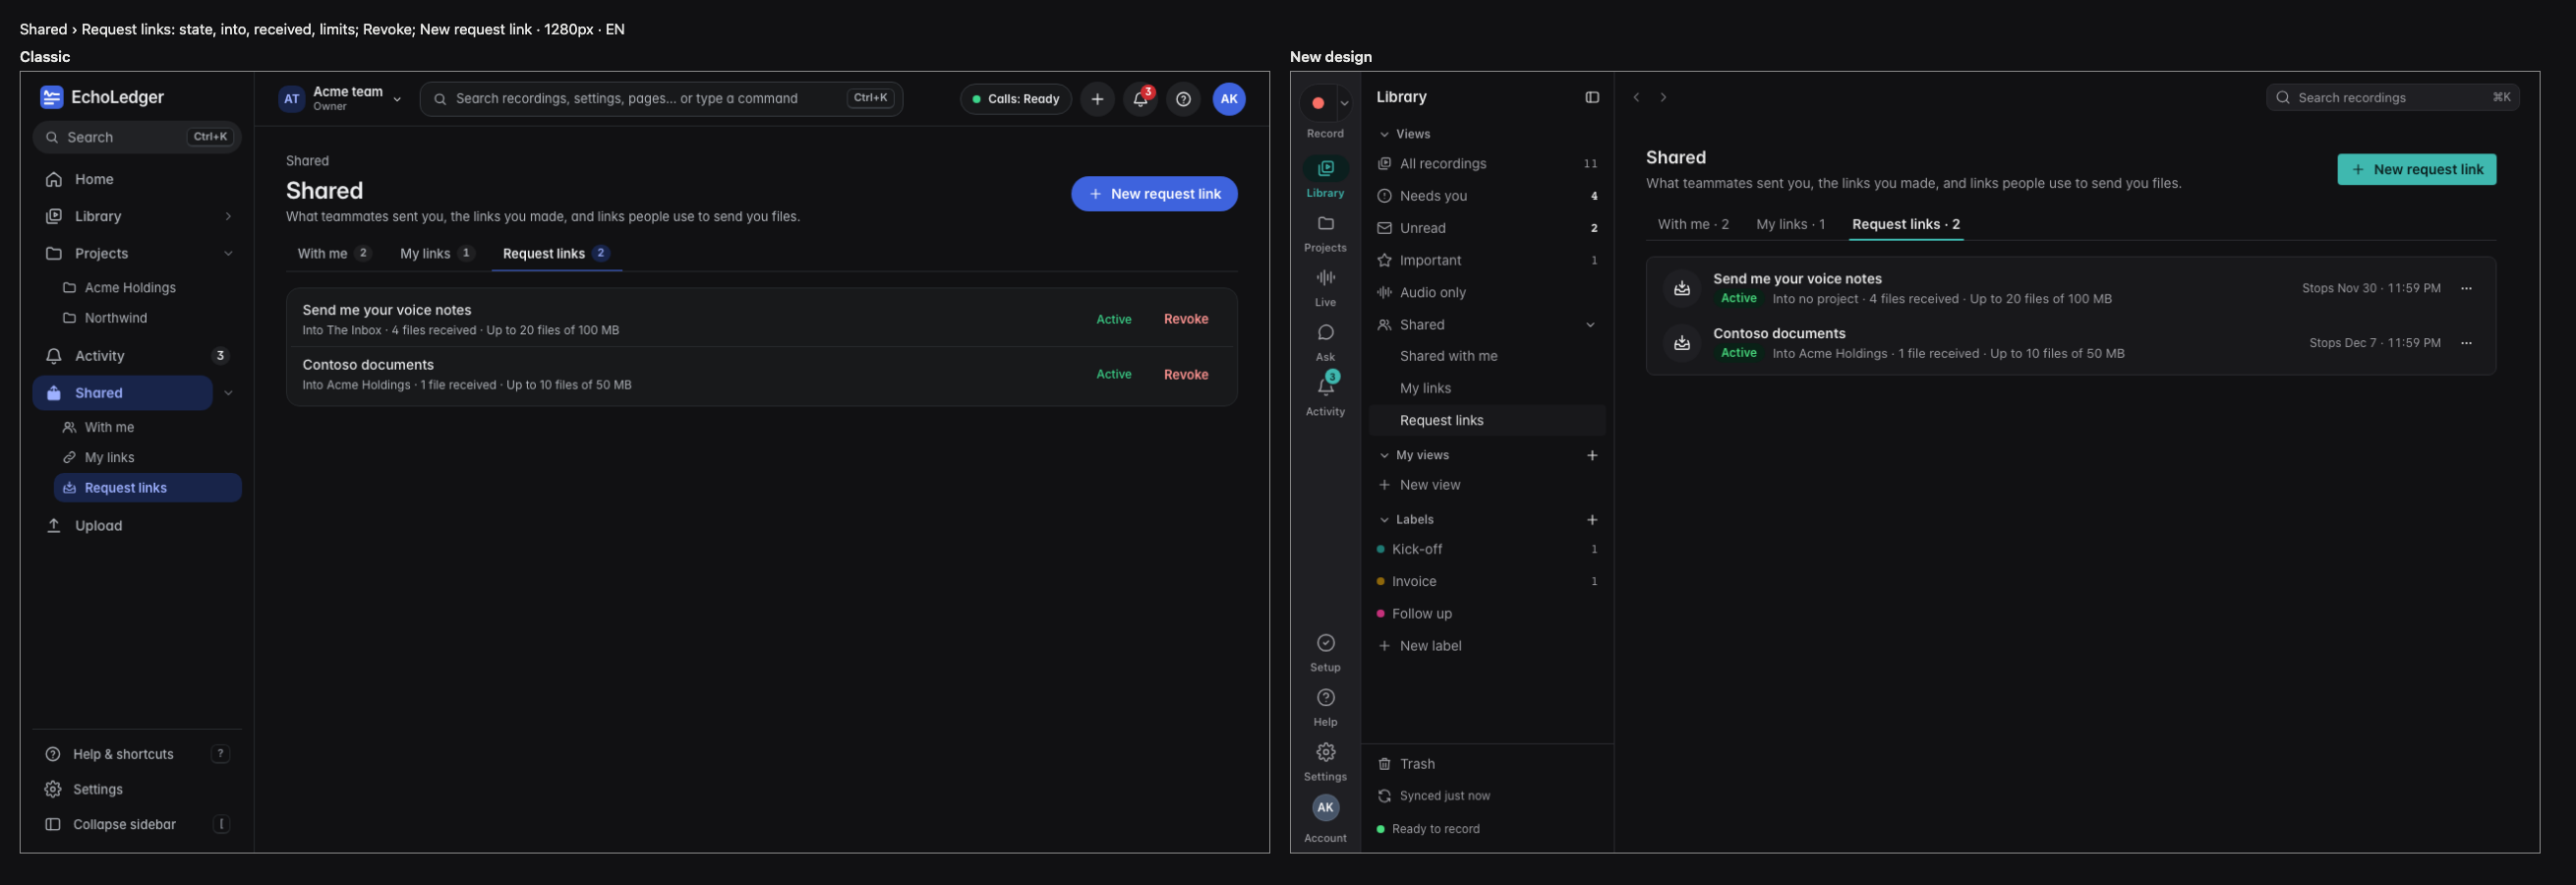 Shared › Request links: state, into, received, limits; Revoke; New request link · 1280px · EN
Classic
EchoLedger
Search Ctrl+K
Home
Library
Projects
Acme Holdings
Northwind
Activity 3
Shared
With me
My links
Request links
Upload
Help & shortcuts ?
Settings
Collapse sidebar [
AT Acme team
Owner
Search recordings, settings, pages... or type a command Ctrl+K
Calls: Ready
3
AK
Shared
Shared
What teammates sent you, the links you made, and links people use to send you files.
New request link
With me 2 My links 1 Request links 2
Send me your voice notes
Into The Inbox · 4 files received · Up to 20 files of 100 MB
Active Revoke
Contoso documents
Into Acme Holdings · 1 file received · Up to 10 files of 50 MB
Active Revoke
New design
Record
Library
Projects
Live
Ask
3
Activity
Setup
Help
Settings
AK
Account
Library
Views
All recordings 11
Needs you 4
Unread 2
Important 1
Audio only
Shared
Shared with me
My links
Request links
My views
New view
Labels
Kick-off 1
Invoice 1
Follow up
New label
Trash
Synced just now
Ready to record
Search recordings ⌘K
Shared
What teammates sent you, the links you made, and links people use to send you files.
New request link
With me · 2 My links · 1 Request links · 2
Send me your voice notes
Active Into no project · 4 files received · Up to 20 files of 100 MB
Stops Nov 30 · 11:59 PM
Contoso documents
Active Into Acme Holdings · 1 file received · Up to 10 files of 50 MB
Stops Dec 7 · 11:59 PM